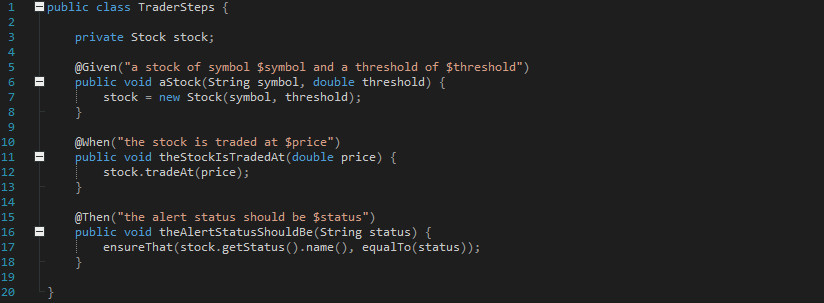 1 public class TraderSteps {
2
3     private Stock stock;
4
5     @Given("a stock of symbol $symbol and a threshold of $threshold")
6     public void aStock(String symbol, double threshold) {
7         stock = new Stock(symbol, threshold);
8     }
9
10     @When("the stock is traded at $price")
11     public void theStockIsTradedAt(double price) {
12         stock.tradeAt(price);
13     }
14
15     @Then("the alert status should be $status")
16     public void theAlertStatusShouldBe(String status) {
17         ensureThat(stock.getStatus().name(), equalTo(status));
18     }
19
20 }